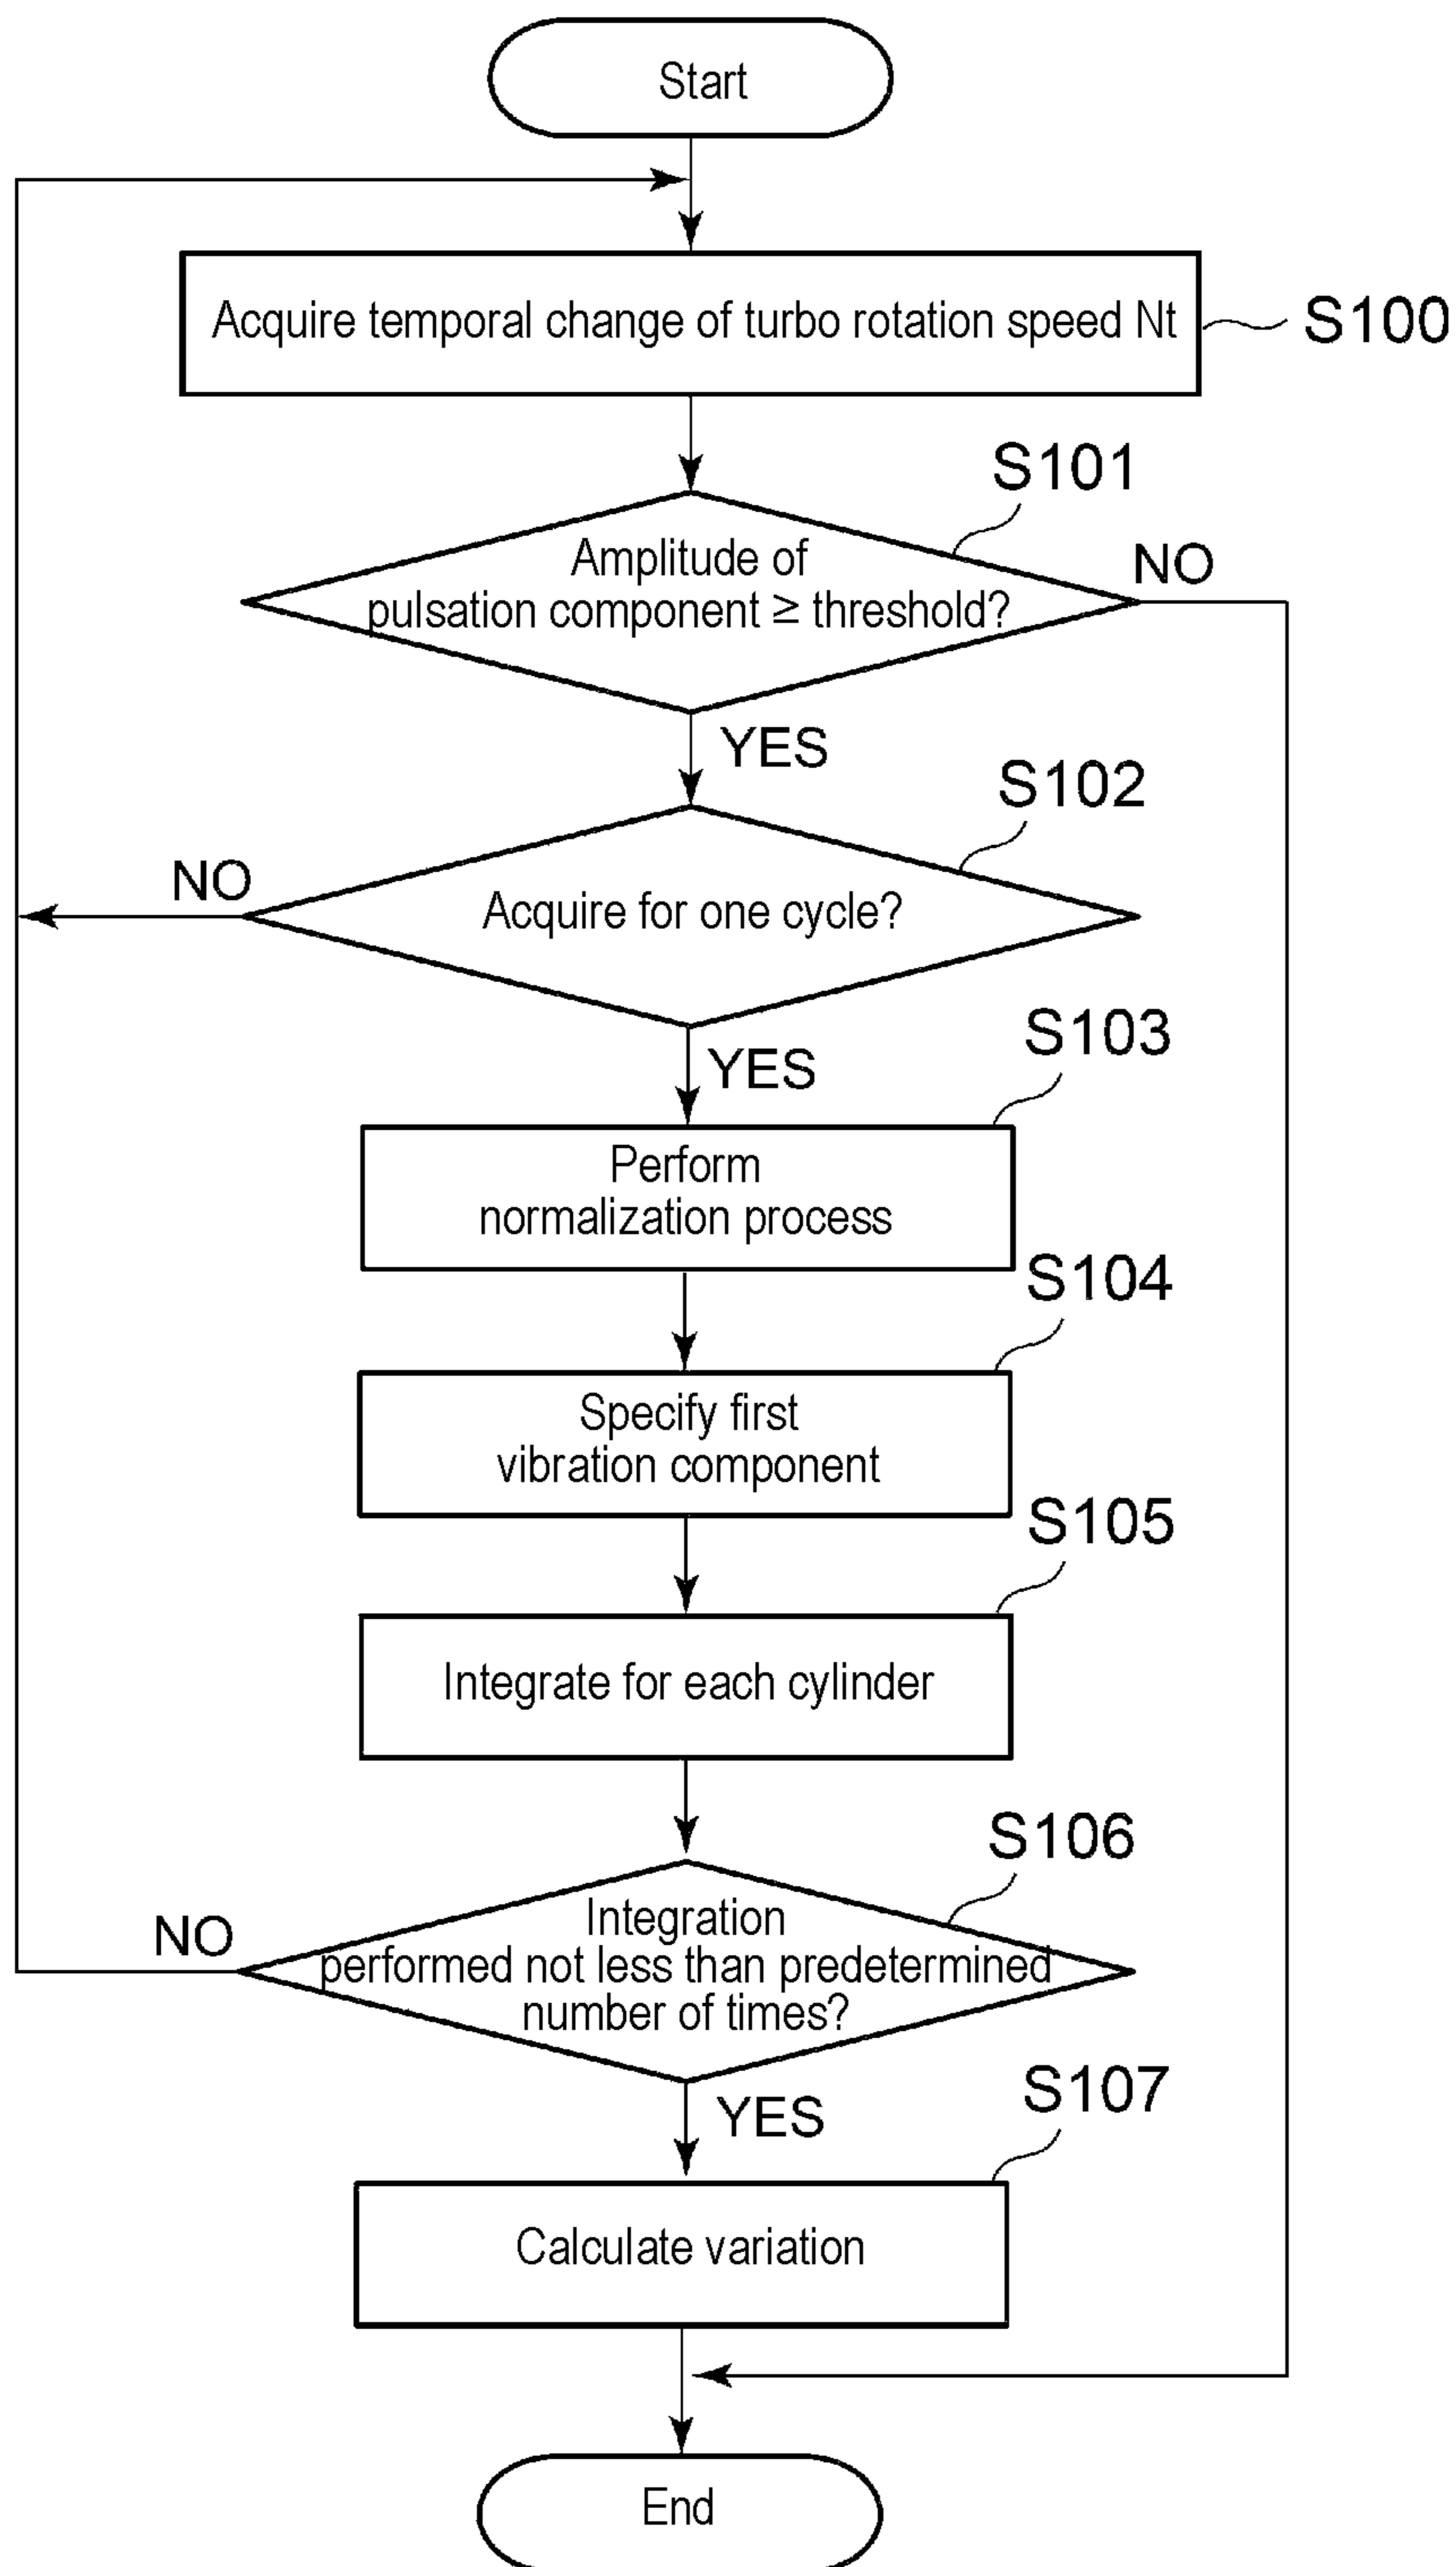 Start
Acquire temporal change of turbo rotation speed Nt
S100
S101
Amplitude of
pulsation component ≥ threshold?
NO
YES
S102
NO
Acquire for one cycle?
YES
S103
Perform
normalization process
S104
Specify first
vibration component
S105
Integrate for each cylinder
S106
NO
Integration
performed not less than predetermined
number of times?
YES
S107
Calculate variation
End